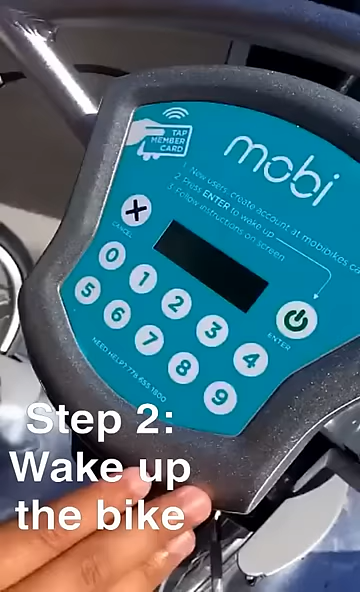 TAP
MEMBER
CARD
mobi
1. New users, create account at mobibikes.ca
2. Press ENTER to wake up
3. Follow instructions on screen
CANCEL
0
1
2
3
4
ENTER
5
6
7
8
9
NEED HELP? 778.655.1800
Step 2:
Wake up
the bike